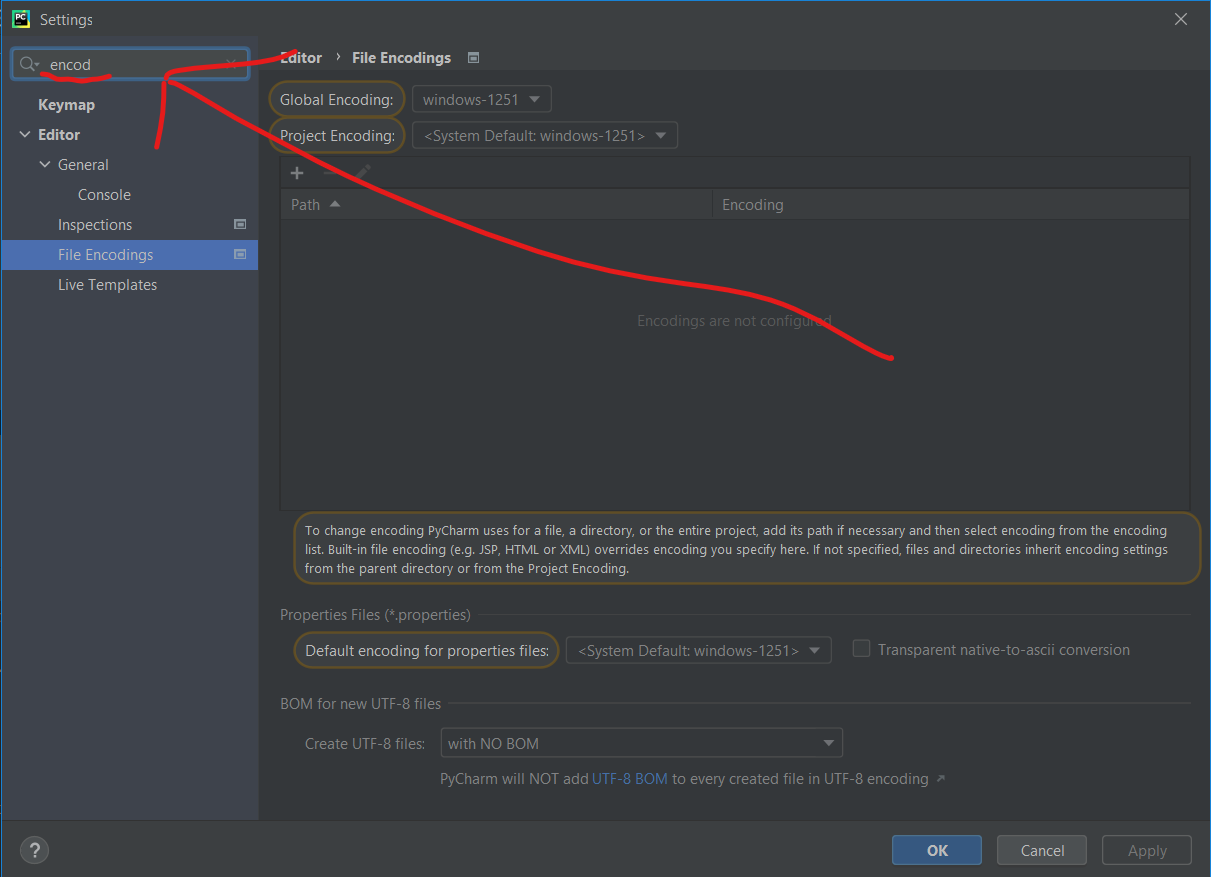 PC
Settings
encod
Keymap
Editor
General
Console
Inspections
File Encodings
Live Templates
Editor › File Encodings
Global Encoding: windows-1251
Project Encoding: <System Default: windows-1251>
Path Encoding
Encodings are not configured
To change encoding PyCharm uses for a file, a directory, or the entire project, add its path if necessary and then select encoding from the encoding
list. Built-in file encoding (e.g. JSP, HTML or XML) overrides encoding you specify here. If not specified, files and directories inherit encoding settings
from the parent directory or from the Project Encoding.
Properties Files (*.properties)
Default encoding for properties files: <System Default: windows-1251> Transparent native-to-ascii conversion
BOM for new UTF-8 files
Create UTF-8 files: with NO BOM
PyCharm will NOT add UTF-8 BOM to every created file in UTF-8 encoding ↗
? OK Cancel Apply